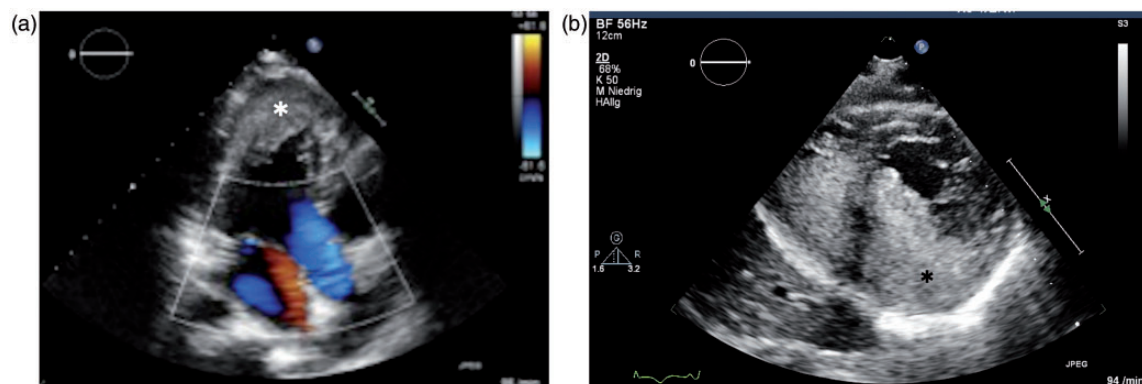 (a)
JPEG
(b)
BF 56Hz
12cm
2D
68%
K 50
M Niedrig
HAllg
0
P
G
P R
1.6 3.2
S3
x
JPEG
94 /min